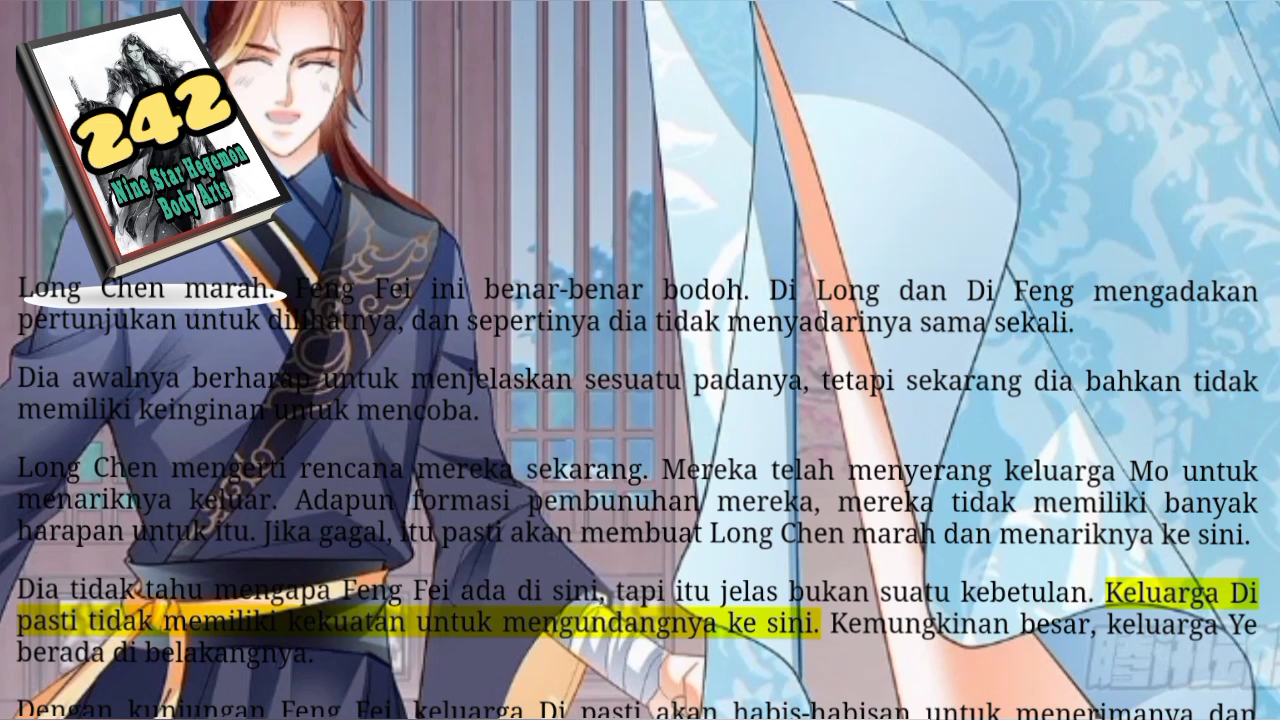 242
Nine Star Hegemon
Body Arts
Long Chen marah. Feng Fei ini benar-benar bodoh. Di Long dan Di Feng mengadakan
pertunjukan untuk dilihatnya, dan sepertinya dia tidak menyadarinya sama sekali.
Dia awalnya berharap untuk menjelaskan sesuatu padanya, tetapi sekarang dia bahkan tidak
memiliki keinginan untuk mencoba.
Long Chen mengerti rencana mereka sekarang. Mereka telah menyerang keluarga Mo untuk
menariknya keluar. Adapun formasi pembunuhan mereka, mereka tidak memiliki banyak
harapan untuk itu. Jika gagal, itu pasti akan membuat Long Chen marah dan menariknya ke sini.
Dia tidak tahu mengapa Feng Fei ada di sini, tapi itu jelas bukan suatu kebetulan. Keluarga Di
pasti tidak memiliki kekuatan untuk mengundangnya ke sini. Kemungkinan besar, keluarga Ye
berada di belakangnya.
Dengan kunjungan Feng Fei, keluarga Di pasti akan habis-habisan untuk menerimanya dan